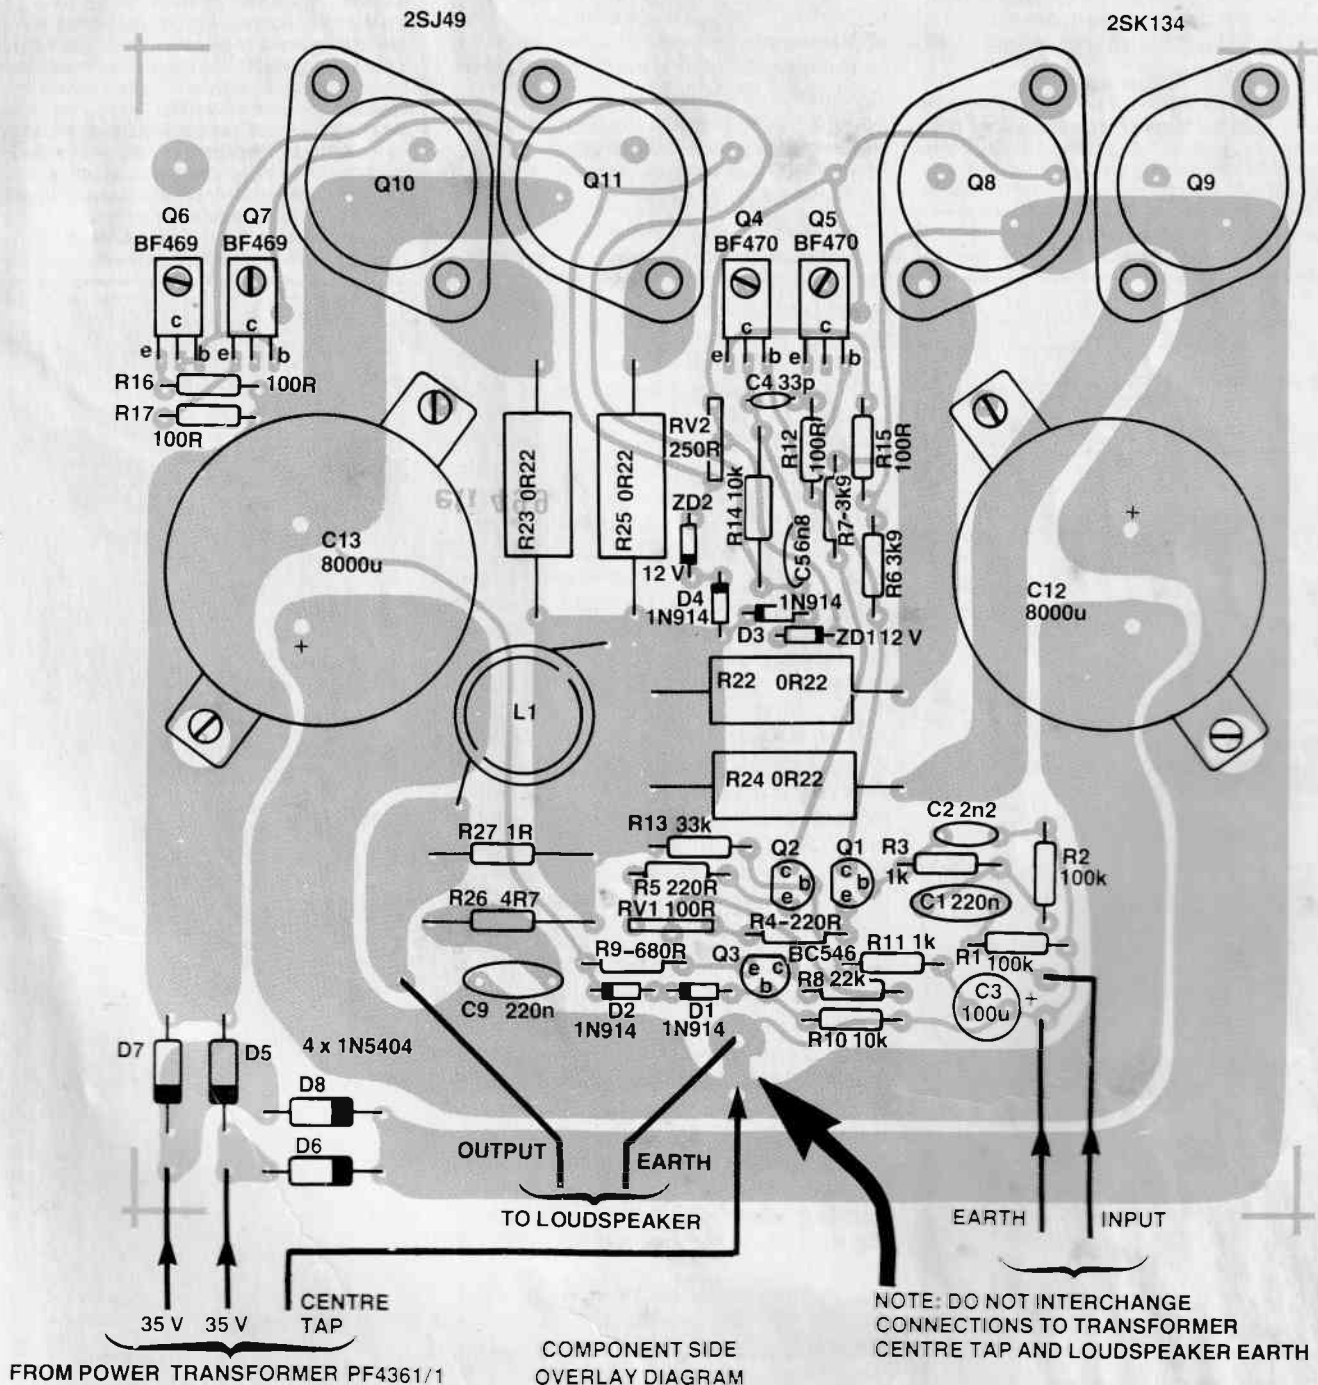 2SJ49
2SK134
Q10
Q11
Q8
Q9
Q6
BF469
Q7
BF469
Q4
BF470
Q5
BF470
c
c
c
c
e
b
e
b
e
b
e
b
R16
100R
R17
100R
C4 33p
RV2
250R
R12
100R
R15
100R
R23 0R22
R25 0R22
R14 10k
R7-3k9
eti 499
ZD2
12 V
C5 6n8
R6 3k9
C13
8000u
+
C12
8000u
+
D4
1N914
1N914
D3
ZD1 12 V
R22 0R22
L1
R24 0R22
C2 2n2
R27 1R
R13 33k
Q2
Q1
R3
1k
R2
100k
c
b
e
c
b
e
R5 220R
C1 220n
R26 4R7
RV1 100R
R4-220R
R9-680R
Q3
BC546
R11 1k
R1
100k
e
c
b
C9 220n
D2
1N914
D1
1N914
R8 22k
C3
100u
+
R10 10k
D7
D5
4 x 1N5404
D8
D6
OUTPUT
EARTH
TO LOUDSPEAKER
EARTH
INPUT
35 V
35 V
CENTRE
TAP
FROM POWER TRANSFORMER PF4361/1
COMPONENT SIDE
OVERLAY DIAGRAM
NOTE: DO NOT INTERCHANGE
CONNECTIONS TO TRANSFORMER
CENTRE TAP AND LOUDSPEAKER EARTH